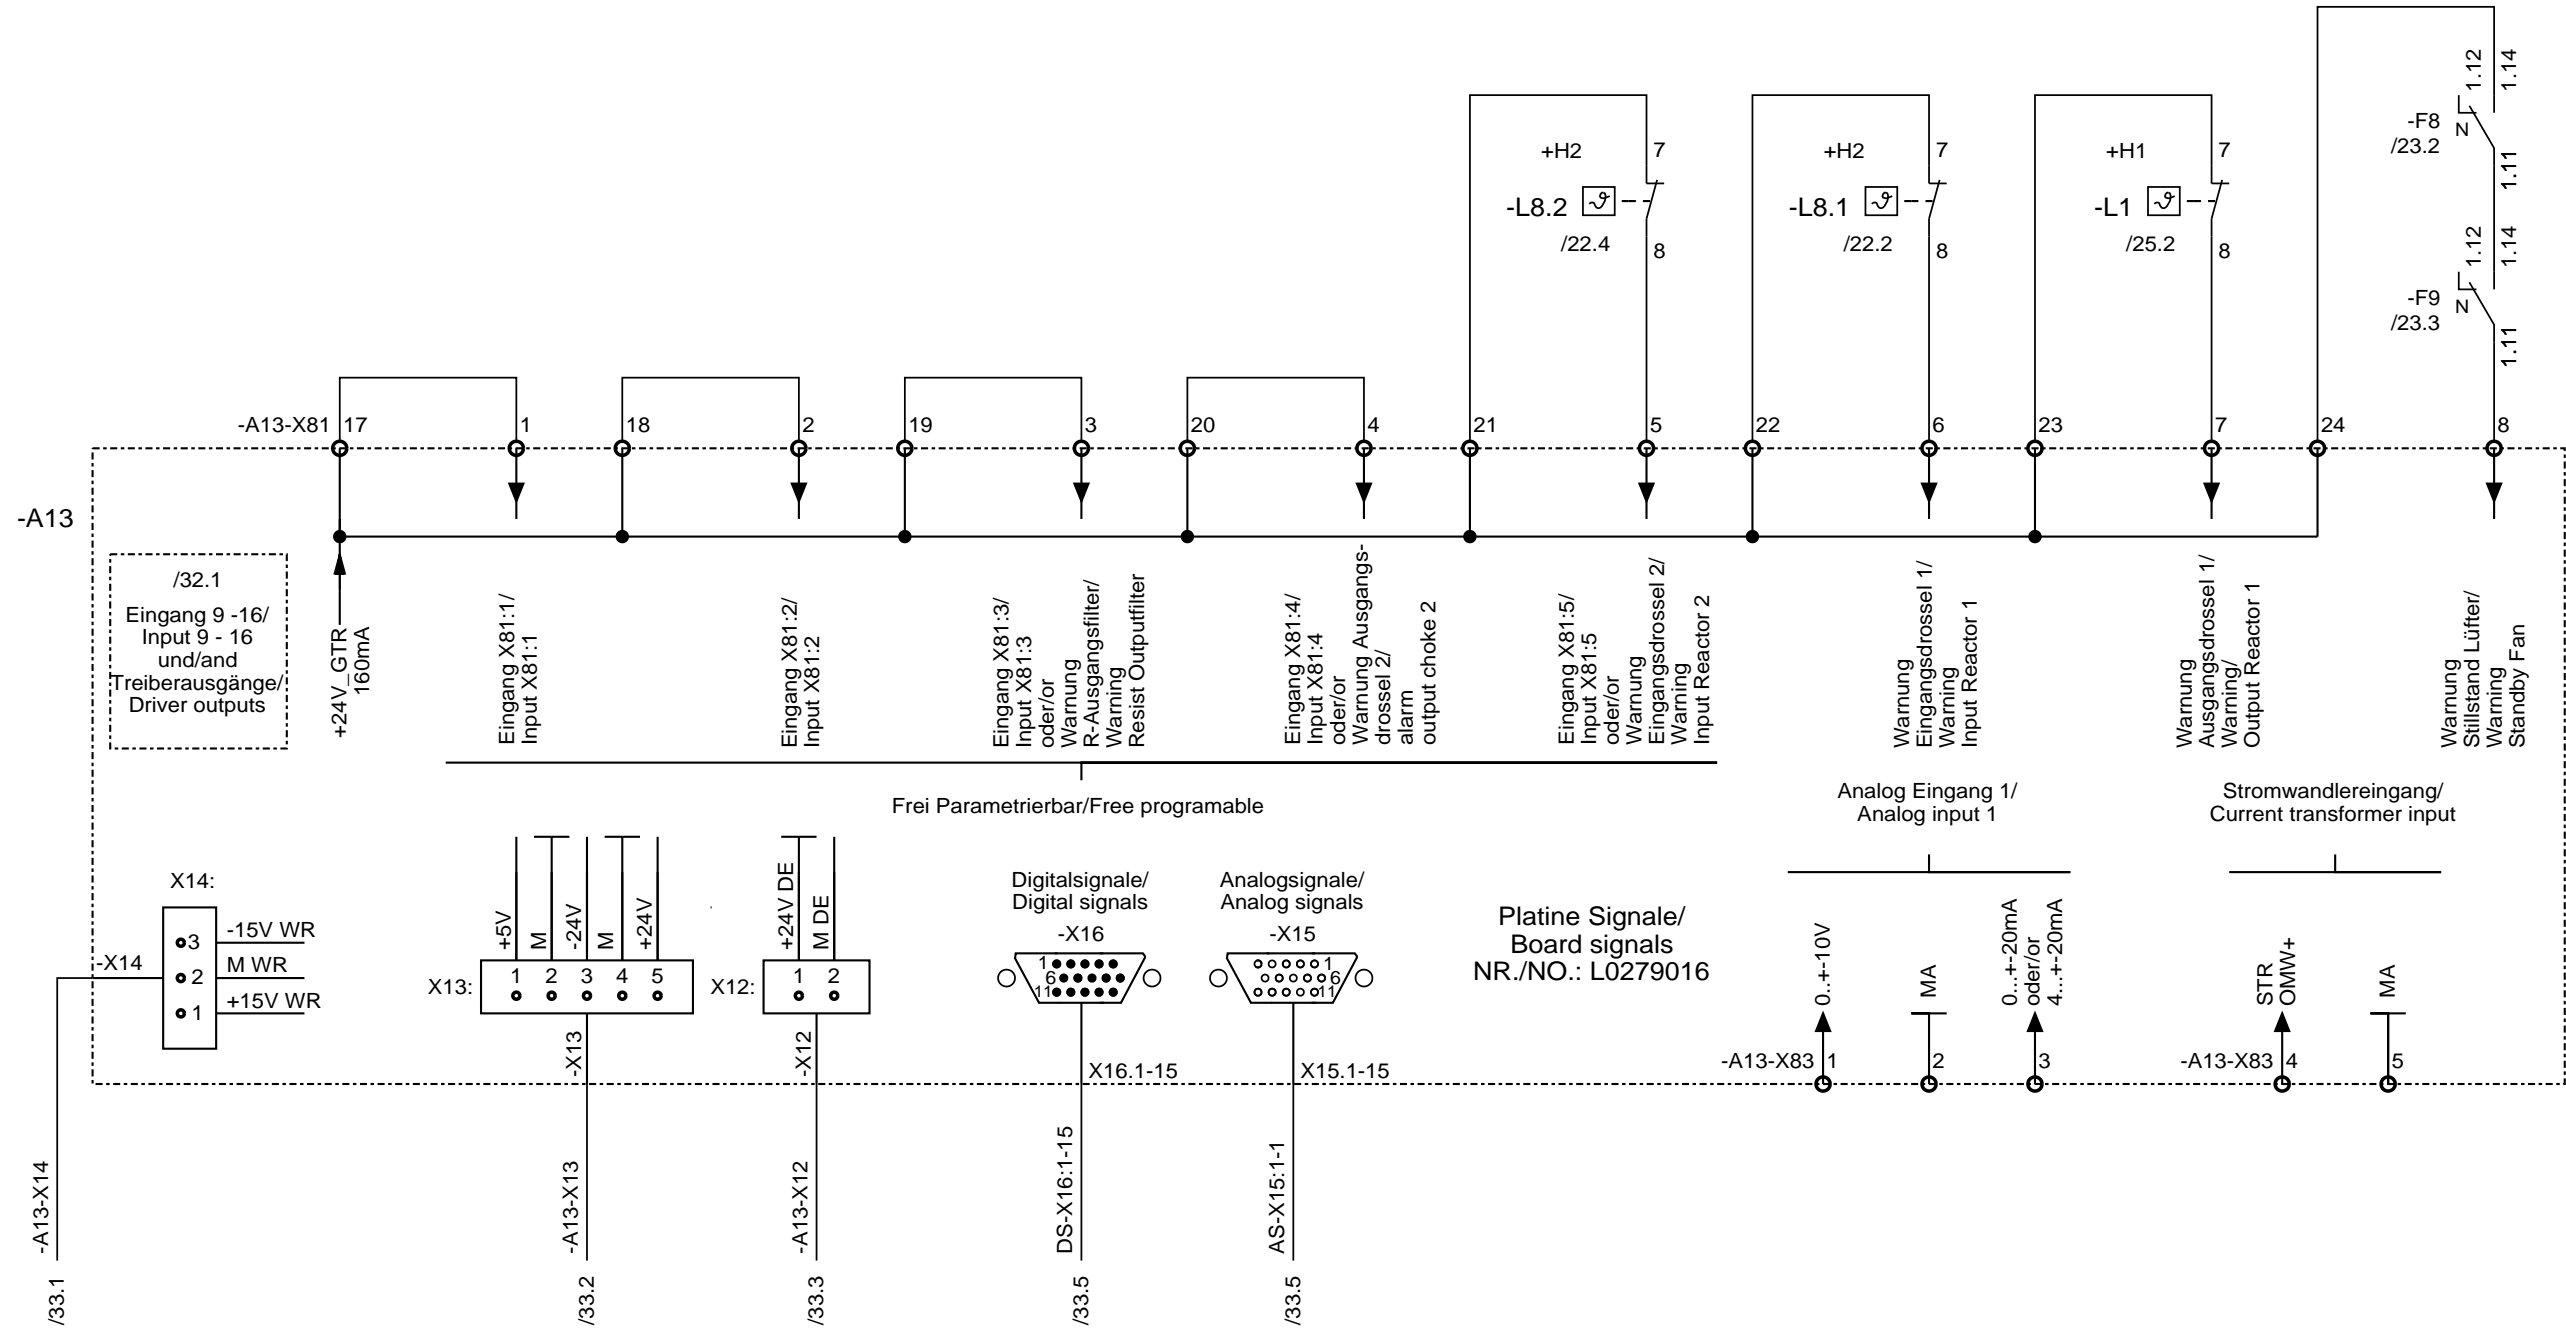 1.12
1.14
-F8
/23.2
N
1.11
1.12
1.14
-F9
/23.3
N
1.11
+H2
7
-L8.2
ϑ
/22.4
8
+H2
7
-L8.1
ϑ
/22.2
8
+H1
7
-L1
ϑ
/25.2
8
-A13-X81
17
1
18
2
19
3
20
4
21
5
22
6
23
7
24
8
-A13
/32.1
Eingang 9 -16/
Input 9 - 16
und/and
Treiberausgänge/
Driver outputs
+24V_GTR
160mA
Eingang X81:1/
Input X81:1
Eingang X81:2/
Input X81:2
Eingang X81:3/
Input X81:3
oder/or
Warnung
R-Ausgangsfilter/
Warning
Resist Outputfilter
Eingang X81:4/
Input X81:4
oder/or
Warnung Ausgangs-
drossel 2/
alarm
output choke 2
Eingang X81:5/
Input X81:5
oder/or
Warnung
Eingangsdrossel 2/
Warning
Input Reactor 2
Warnung
Eingangsdrossel 1/
Warning
Input Reactor 1
Warnung
Ausgangsdrossel 1/
Warning/
Output Reactor 1
Warnung
Stillstand Lüfter/
Warning
Standby Fan
Frei Parametrierbar/Free programable
Analog Eingang 1/
Analog input 1
Stromwandlereingang/
Current transformer input
X14:
3
-15V WR
-X14
2
M WR
1
+15V WR
+5V
M
-24V
M
+24V
X13:
1
2
3
4
5
-X13
+24V DE
M DE
X12:
1
2
-X12
Digitalsignale/
Digital signals
-X16
1
6
11
X16.1-15
Analogsignale/
Analog signals
-X15
1
6
11
X15.1-15
Platine Signale/
Board signals
NR./NO.: L0279016
0..+-10V
MA
0..+-20mA
oder/or
4..+-20mA
-A13-X83
1
2
3
STR
OMW+
MA
-A13-X83
4
5
-A13-X14
/33.1
-A13-X13
/33.2
-A13-X12
/33.3
DS-X16:1-15
/33.5
AS-X15:1-1
/33.5